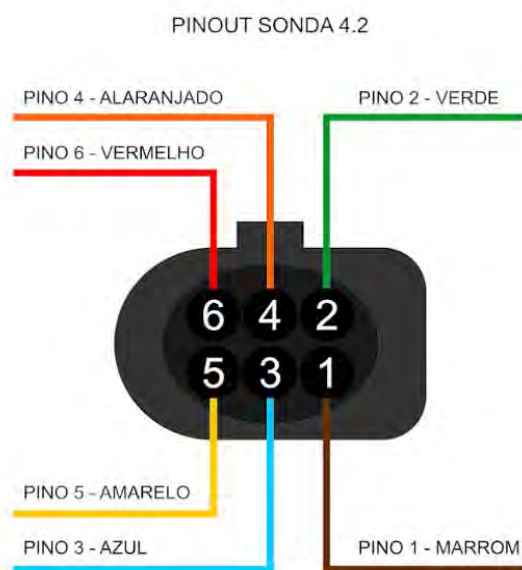 PINOUT SONDA 4.2
PINO 4 - ALARANJADO
PINO 2 - VERDE
PINO 6 - VERMELHO
6 4 2
5 3 1
PINO 5 - AMARELO
PINO 3 - AZUL
PINO 1 - MARROM